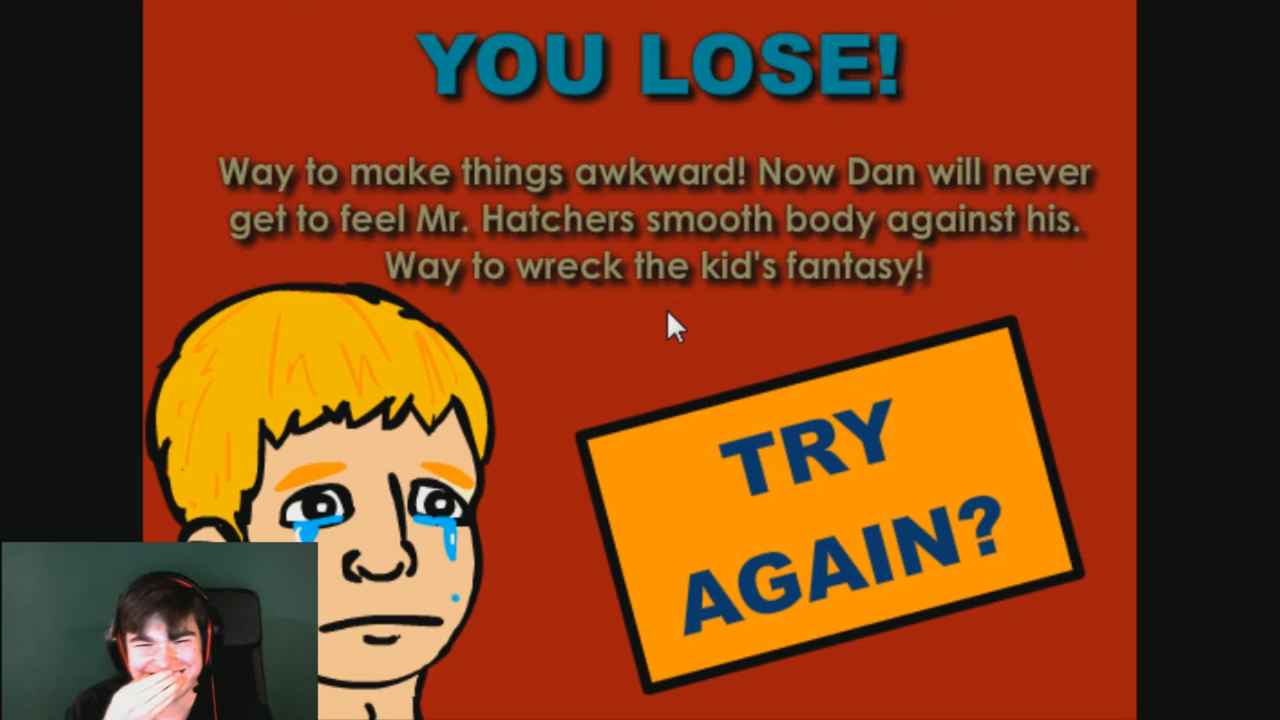 YOU LOSE!
Way to make things awkward! Now Dan will never
get to feel Mr. Hatchers smooth body against his.
Way to wreck the kid's fantasy!
TRY
AGAIN?